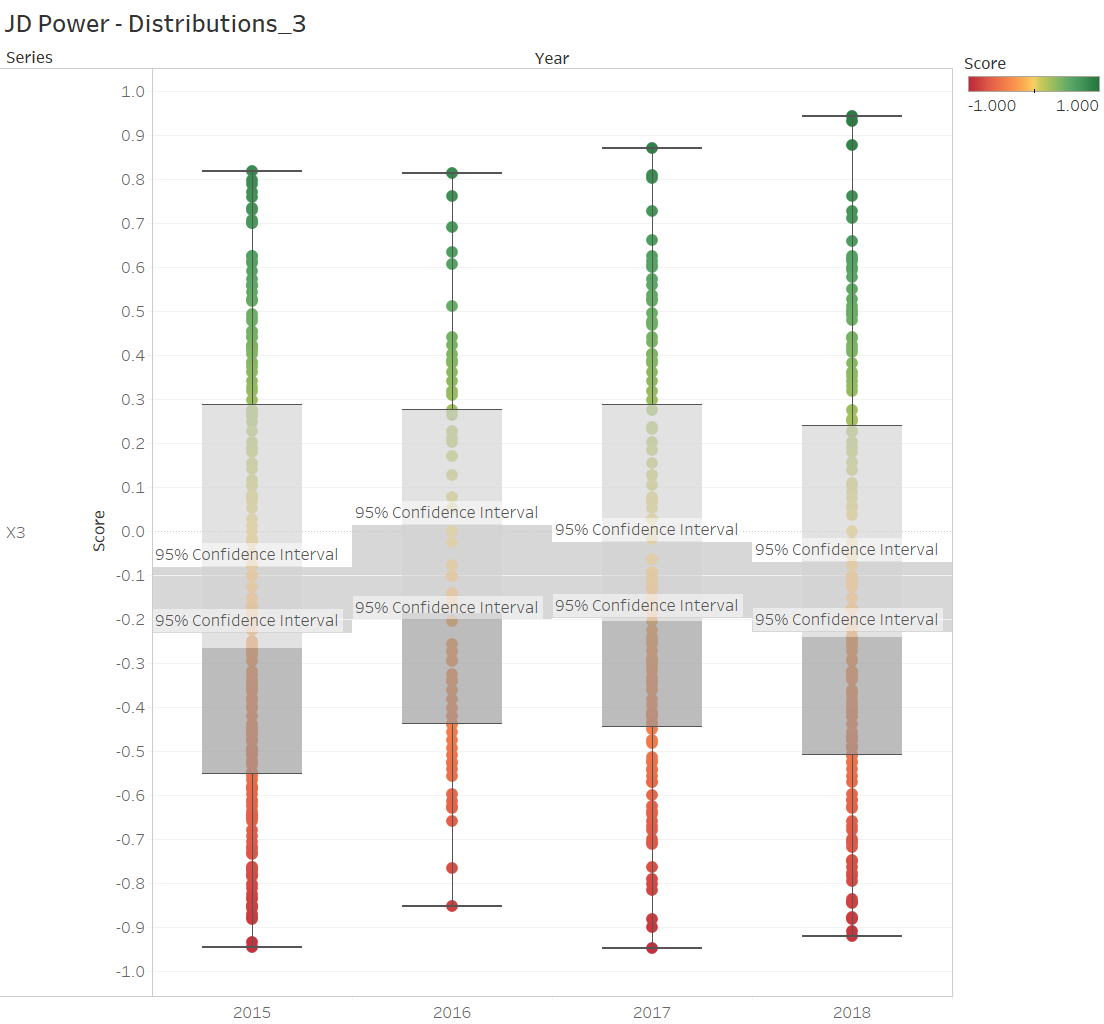 JD Power - Distributions_3
Series
Year
Score
-1.000 1.000
1.0
0.9
0.8
0.7
0.6
0.5
0.4
0.3
0.2
0.1
0.0
-0.1
-0.2
-0.3
-0.4
-0.5
-0.6
-0.7
-0.8
-0.9
-1.0
X3
Score
95% Confidence Interval
95% Confidence Interval
95% Confidence Interval
95% Confidence Interval
95% Confidence Interval
95% Confidence Interval
95% Confidence Interval
95% Confidence Interval
2015 2016 2017 2018